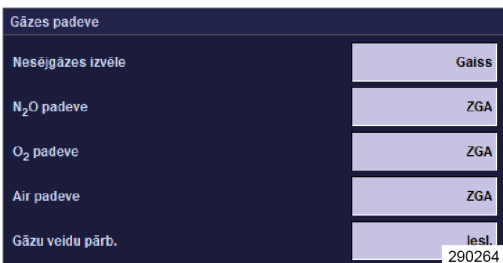 Gāzes padeve
Nesējgāzes izvēle Gaiss
N₂O padeve ZGA
O₂ padeve ZGA
Air padeve ZGA
Gāzu veidu pārb. Iesl.
290264